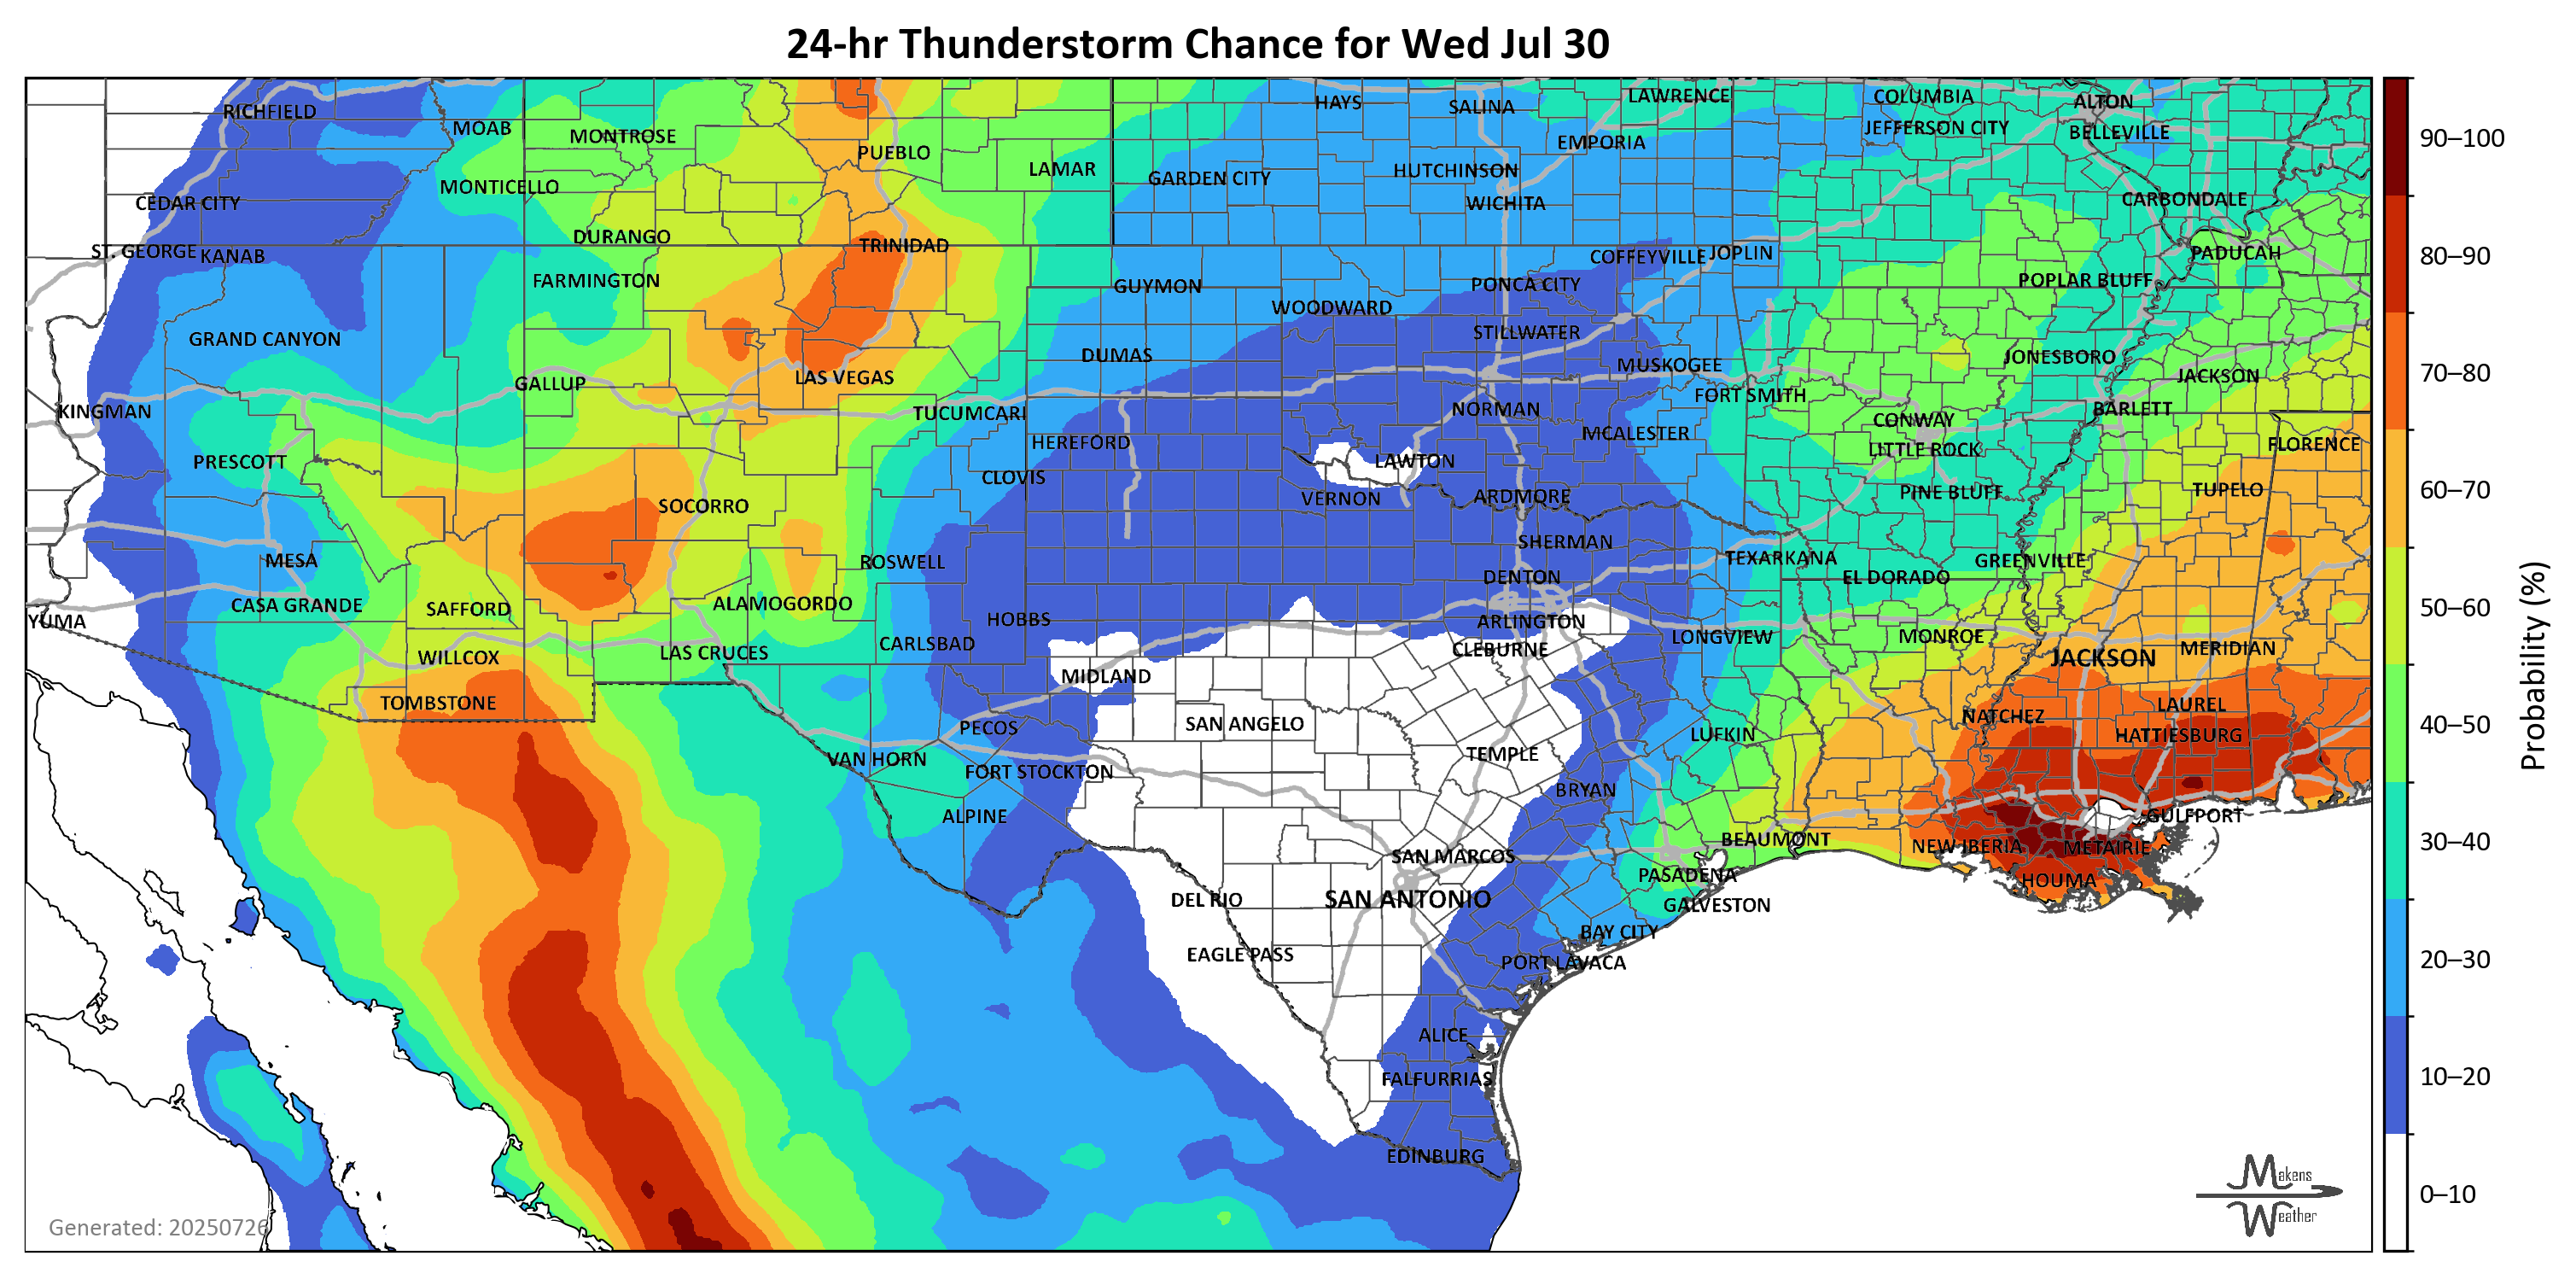 24-hr Thunderstorm Chance for Wed Jul 30
RICHFIELD
MOAB
MONTROSE
PUEBLO
LAMAR
HAYS
SALINA
LAWRENCE
COLUMBIA
ALTON
JEFFERSON CITY
BELLEVILLE
EMPORIA
HUTCHINSON
GARDEN CITY
WICHITA
MONTICELLO
CEDAR CITY
CARBONDALE
DURANGO
TRINIDAD
ST. GEORGE
KANAB
COFFEYVILLE
JOPLIN
PADUCAH
FARMINGTON
GUYMON
PONCA CITY
POPLAR BLUFF
WOODWARD
GRAND CANYON
STILLWATER
DUMAS
MUSKOGEE
JONESBORO
GALLUP
LAS VEGAS
JACKSON
FORT SMITH
KINGMAN
TUCUMCARI
NORMAN
BARLETT
CONWAY
MCALESTER
HEREFORD
FLORENCE
LITTLE ROCK
PRESCOTT
LAWTON
CLOVIS
VERNON
ARDMORE
PINE BLUFF
TUPELO
SOCORRO
SHERMAN
MESA
ROSWELL
TEXARKANA
GREENVILLE
DENTON
EL DORADO
CASA GRANDE
SAFFORD
ALAMOGORDO
YUMA
HOBBS
ARLINGTON
LONGVIEW
MONROE
CARLSBAD
CLEBURNE
MERIDIAN
WILLCOX
LAS CRUCES
JACKSON
MIDLAND
TOMBSTONE
NATCHEZ
LAUREL
PECOS
SAN ANGELO
LUFKIN
HATTIESBURG
VAN HORN
TEMPLE
FORT STOCKTON
BRYAN
ALPINE
GULFPORT
BEAUMONT
NEW IBERIA
METAIRIE
SAN MARCOS
PASADENA
HOUMA
DEL RIO
SAN ANTONIO
GALVESTON
BAY CITY
EAGLE PASS
PORT LAVACA
ALICE
FALFURRIAS
EDINBURG
Generated: 20250726
Makens
Weather
90–100
80–90
70–80
60–70
50–60
40–50
30–40
20–30
10–20
0–10
Probability (%)